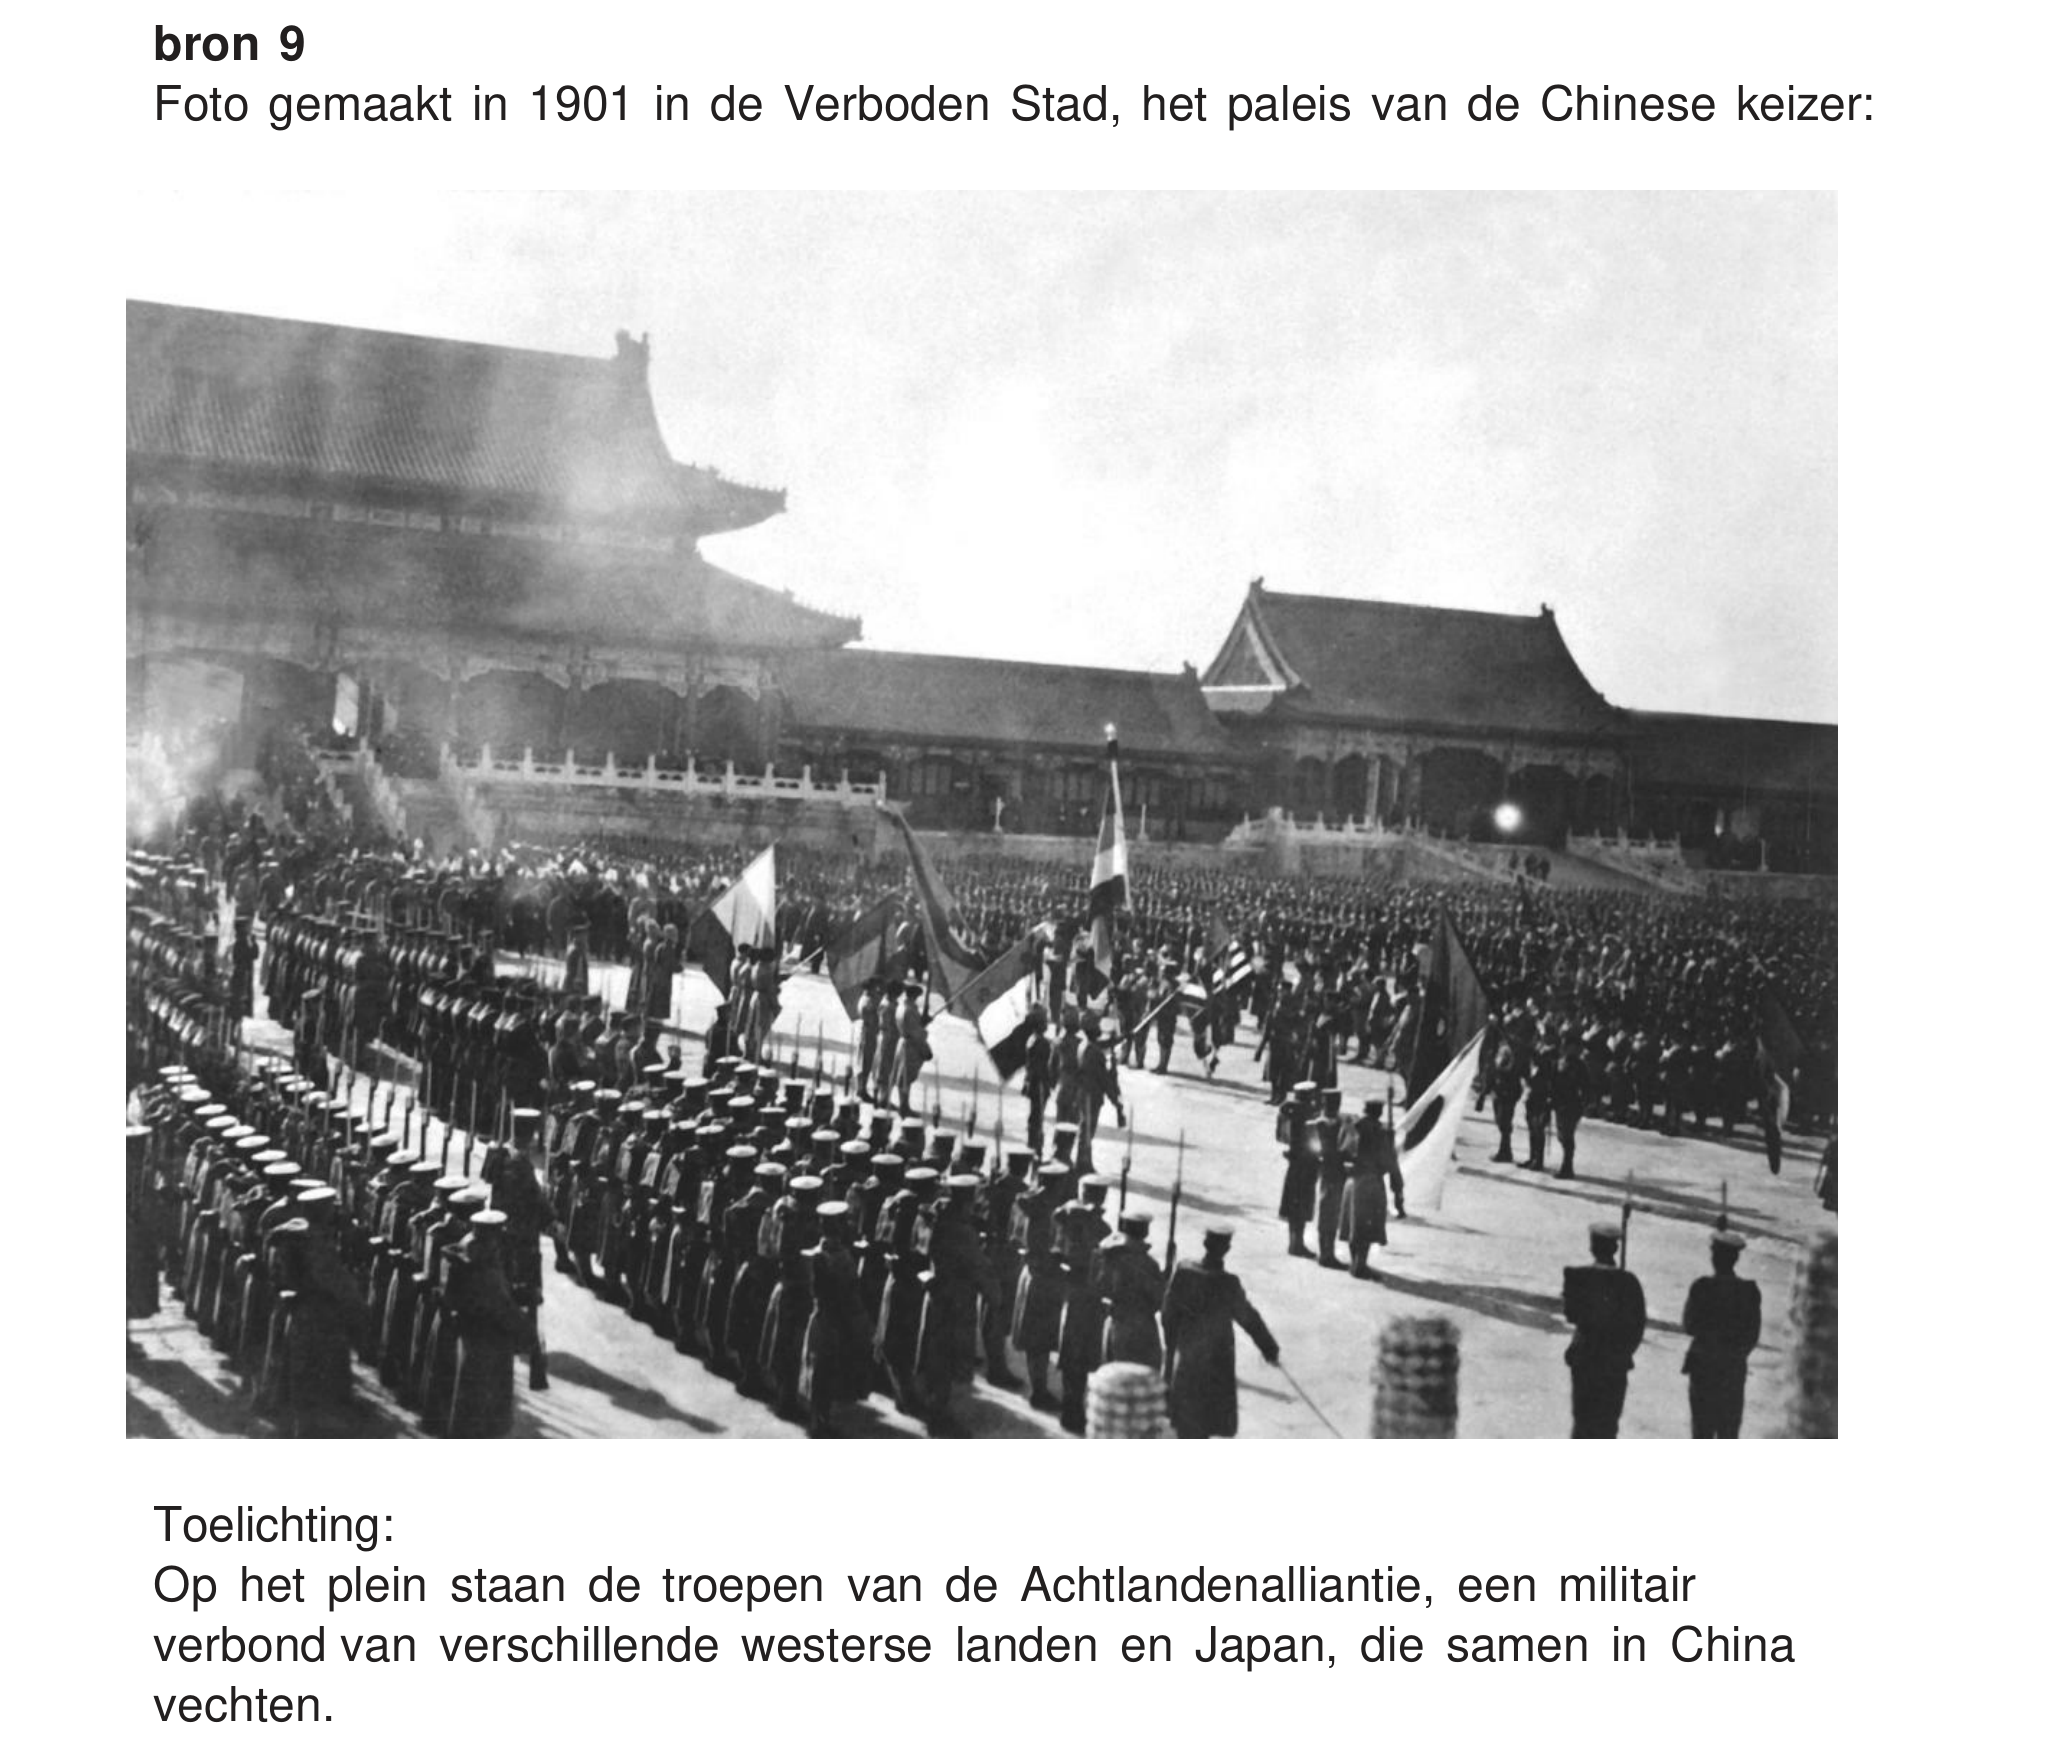 bron 9
Foto gemaakt in 1901 in de Verboden Stad, het paleis van de Chinese keizer:
Toelichting:
Op het plein staan de troepen van de Achtlandenalliantie, een militair
verbond van verschillende westerse landen en Japan, die samen in China
vechten.